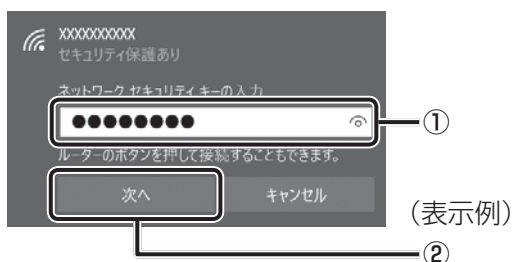 XXXXXXXXXX
セキュリティ保護あり
ネットワーク セキュリティ キーの入力
●●●●●●●●
①
ルーターのボタンを押して接続することもできます。
次へ
キャンセル
(表示例)
②